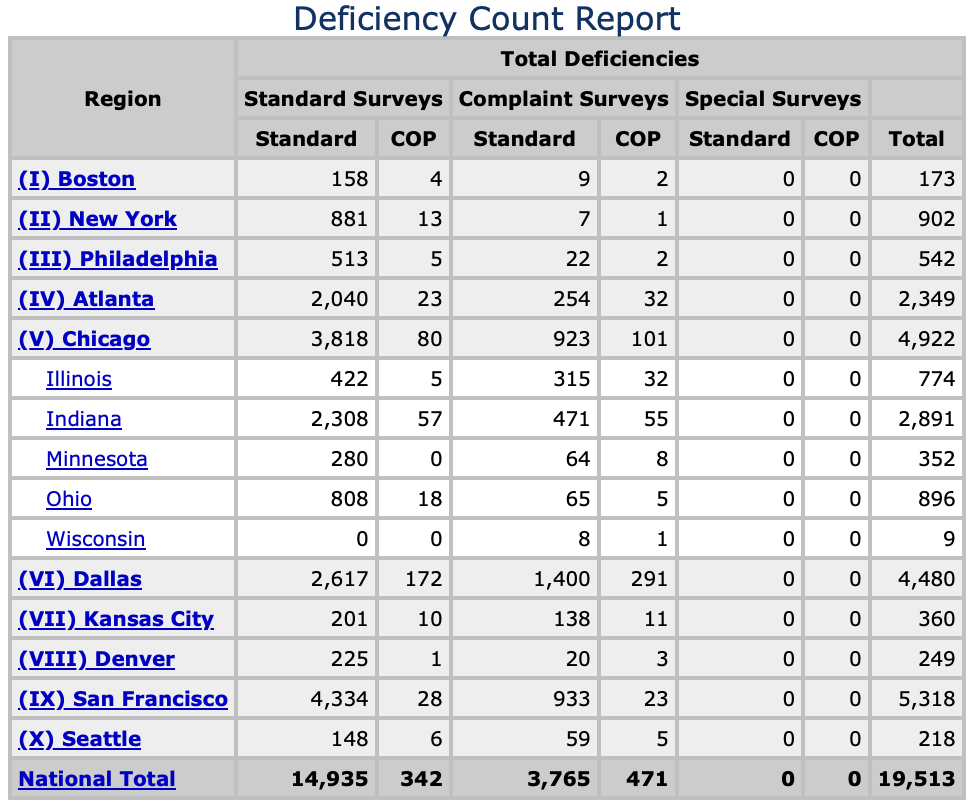 Deficiency Count Report
Region Total Deficiencies
Standard Surveys Complaint Surveys Special Surveys
Standard COP Standard COP Standard COP Total
(I) Boston 158 4 9 2 0 0 173
(II) New York 881 13 7 1 0 0 902
(III) Philadelphia 513 5 22 2 0 0 542
(IV) Atlanta 2,040 23 254 32 0 0 2,349
(V) Chicago 3,818 80 923 101 0 0 4,922
Illinois 422 5 315 32 0 0 774
Indiana 2,308 57 471 55 0 0 2,891
Minnesota 280 0 64 8 0 0 352
Ohio 808 18 65 5 0 0 896
Wisconsin 0 0 8 1 0 0 9
(VI) Dallas 2,617 172 1,400 291 0 0 4,480
(VII) Kansas City 201 10 138 11 0 0 360
(VIII) Denver 225 1 20 3 0 0 249
(IX) San Francisco 4,334 28 933 23 0 0 5,318
(X) Seattle 148 6 59 5 0 0 218
National Total 14,935 342 3,765 471 0 0 19,513